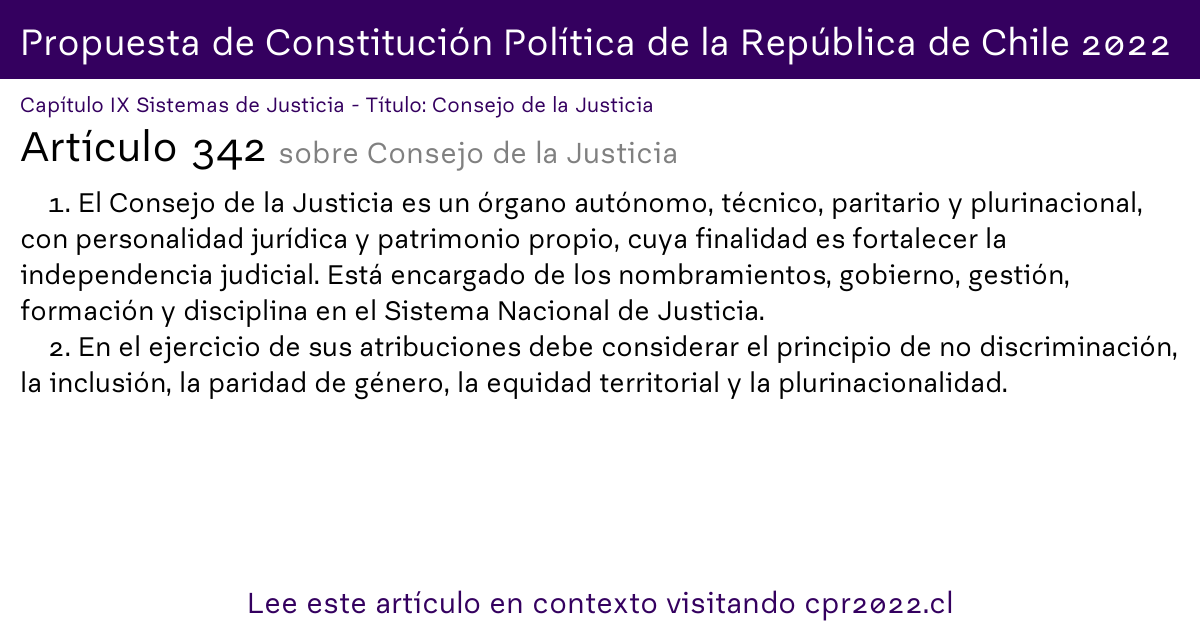 Propuesta de Constitución Política de la República de Chile 2022
Capítulo IX Sistemas de Justicia - Título: Consejo de la Justicia
Artículo 342 sobre Consejo de la Justicia
1. El Consejo de la Justicia es un órgano autónomo, técnico, paritario y plurinacional,
con personalidad jurídica y patrimonio propio, cuya finalidad es fortalecer la
independencia judicial. Está encargado de los nombramientos, gobierno, gestión,
formación y disciplina en el Sistema Nacional de Justicia.
2. En el ejercicio de sus atribuciones debe considerar el principio de no discriminación,
la inclusión, la paridad de género, la equidad territorial y la plurinacionalidad.
Lee este artículo en contexto visitando cpr2022.cl